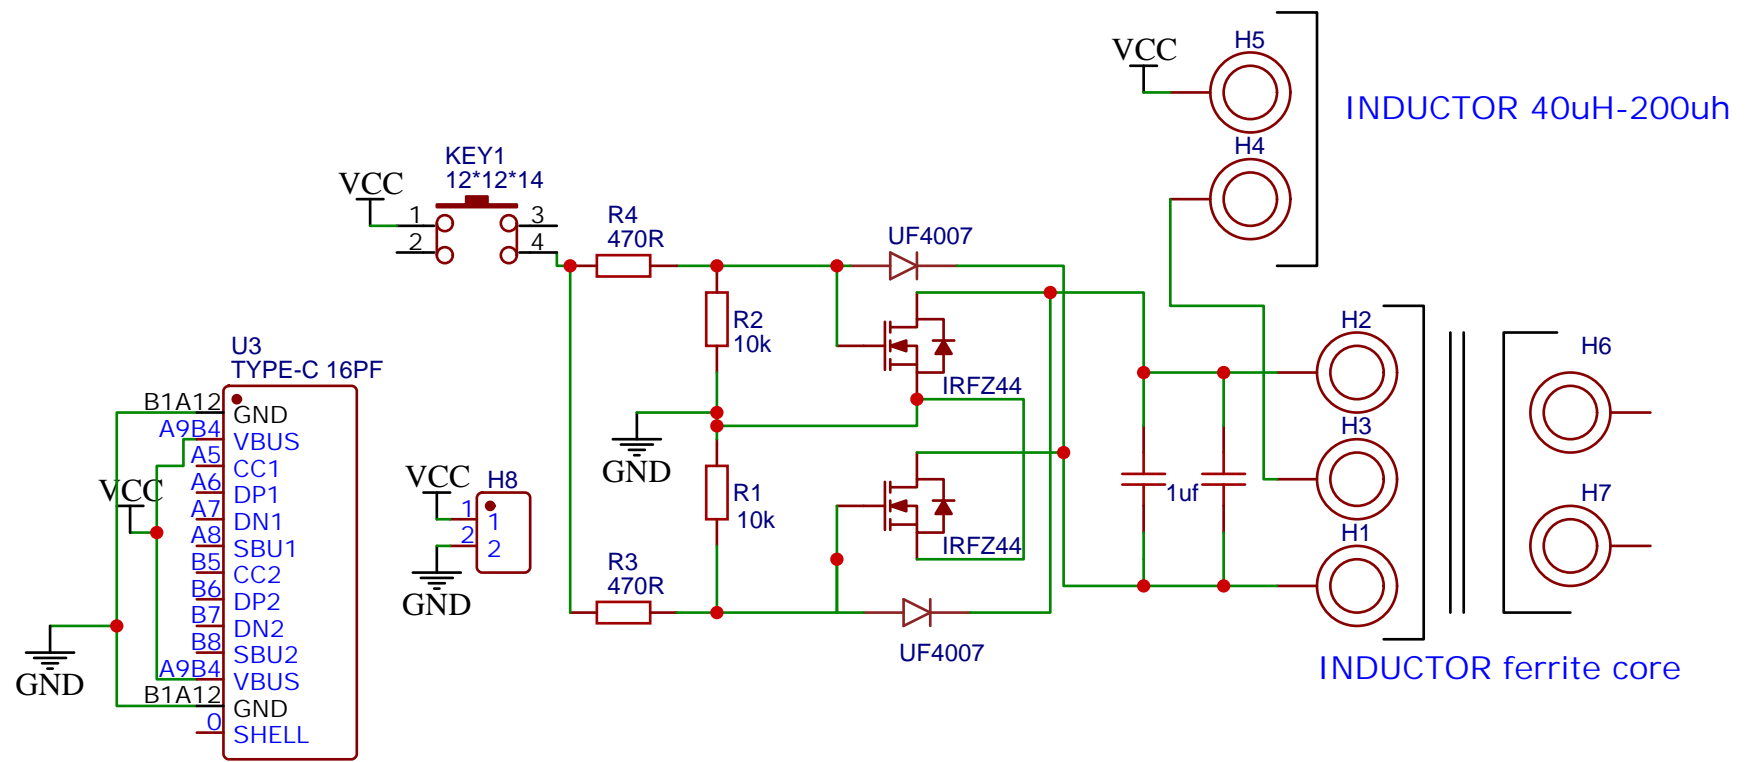 VCC
H5
INDUCTOR 40uH-200uh
H4
KEY1
12*12*14
VCC
1
2
3
4
R4
470R
UF4007
R2
10k
IRFZ44
GND
R1
10k
IRFZ44
R3
470R
UF4007
1uf
H2
H3
H1
H6
H7
INDUCTOR ferrite core
U3
TYPE-C 16PF
B1A12 GND
A9B4 VBUS
A5 CC1
A6 DP1
A7 DN1
A8 SBU1
B5 CC2
B6 DP2
B7 DN2
B8 SBU2
A9B4 VBUS
B1A12 GND
0 SHELL
VCC
GND
VCC
H8
1 1
2 2
GND